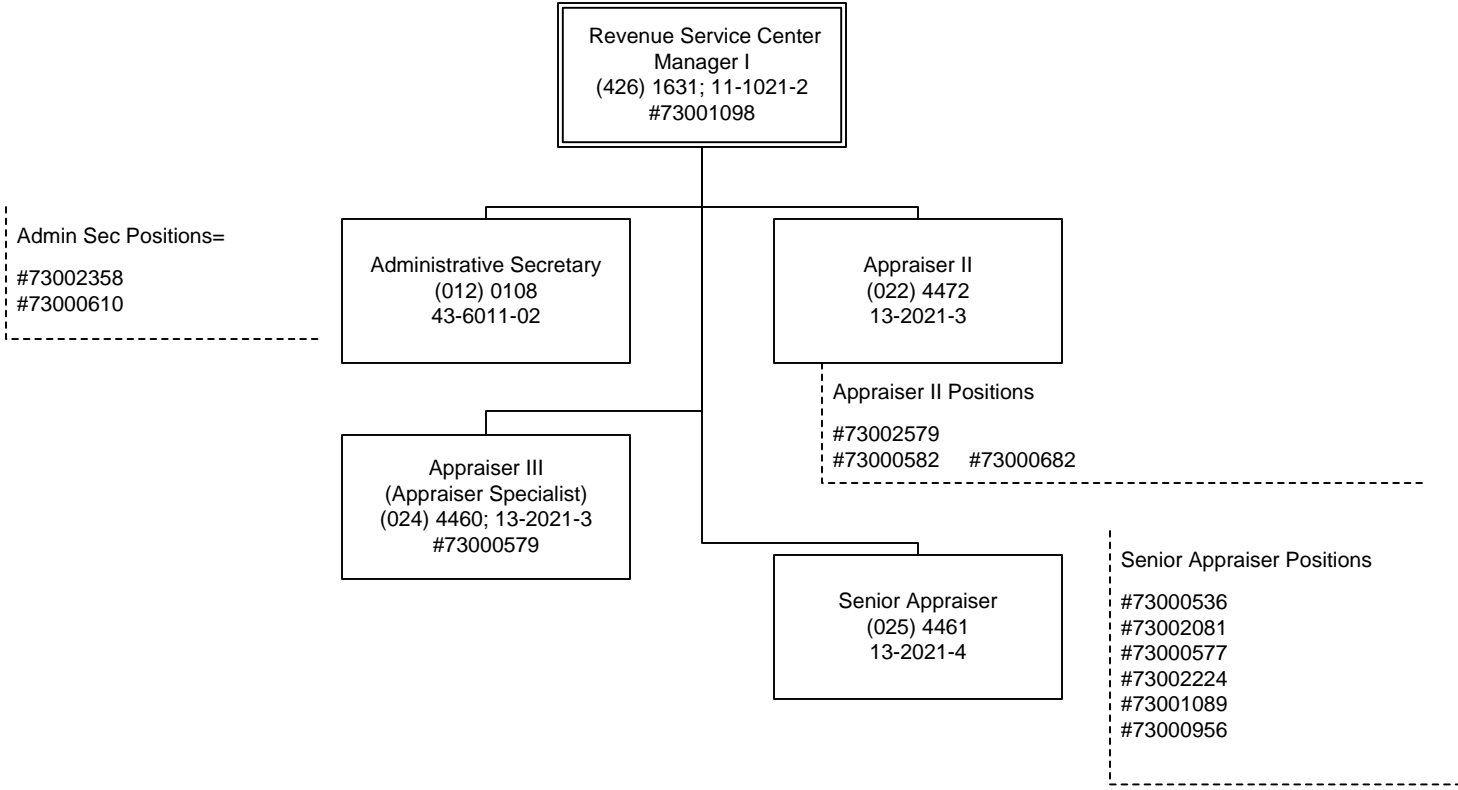 Revenue Service Center
Manager I
(426) 1631; 11-1021-2
#73001098
Admin Sec Positions=
#73002358
#73000610
Administrative Secretary
(012) 0108
43-6011-02
Appraiser II
(022) 4472
13-2021-3
Appraiser II Positions
#73002579
#73000582 #73000682
Appraiser III
(Appraiser Specialist)
(024) 4460; 13-2021-3
#73000579
Senior Appraiser
(025) 4461
13-2021-4
Senior Appraiser Positions
#73000536
#73002081
#73000577
#73002224
#73001089
#73000956